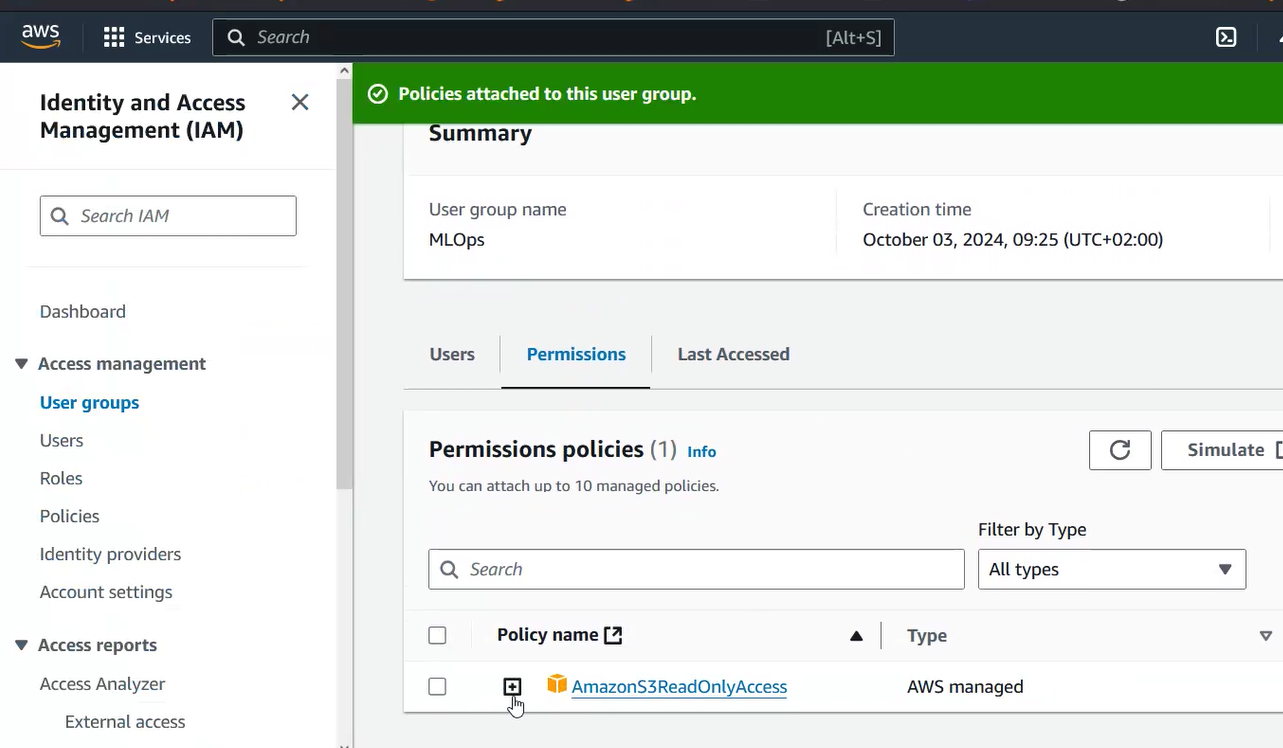 aws
Services
Search
[Alt+S]
Identity and Access
Management (IAM)
Search IAM
Dashboard
Access management
User groups
Users
Roles
Policies
Identity providers
Account settings
Access reports
Access Analyzer
External access
Policies attached to this user group.
Summary
User group name
MLOps
Creation time
October 03, 2024, 09:25 (UTC+02:00)
Users
Permissions
Last Accessed
Permissions policies (1) Info
You can attach up to 10 managed policies.
Simulate
Filter by Type
Search
All types
Policy name
Type
AmazonS3ReadOnlyAccess
AWS managed